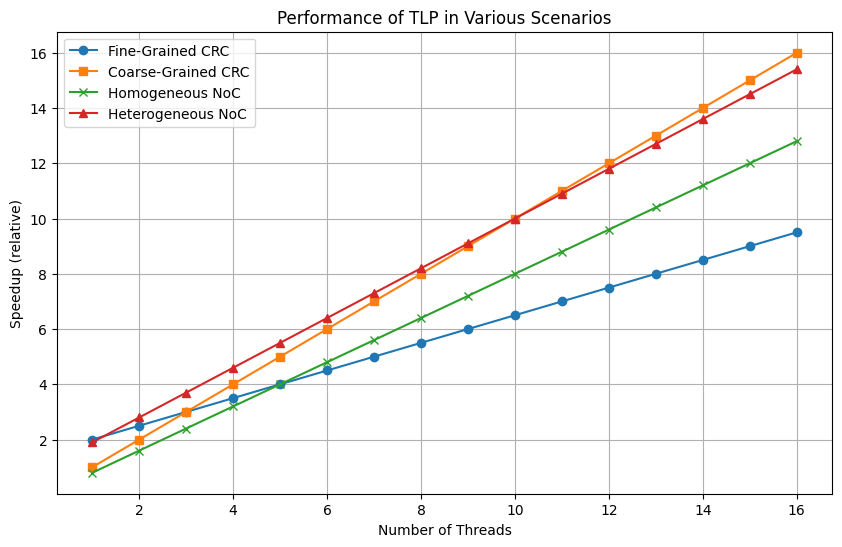 Performance of TLP in Various Scenarios
Fine-Grained CRC
Coarse-Grained CRC
Homogeneous NoC
Heterogeneous NoC
Speedup (relative)
16
14
12
10
8
6
4
2
2 4 6 8 10 12 14 16
Number of Threads